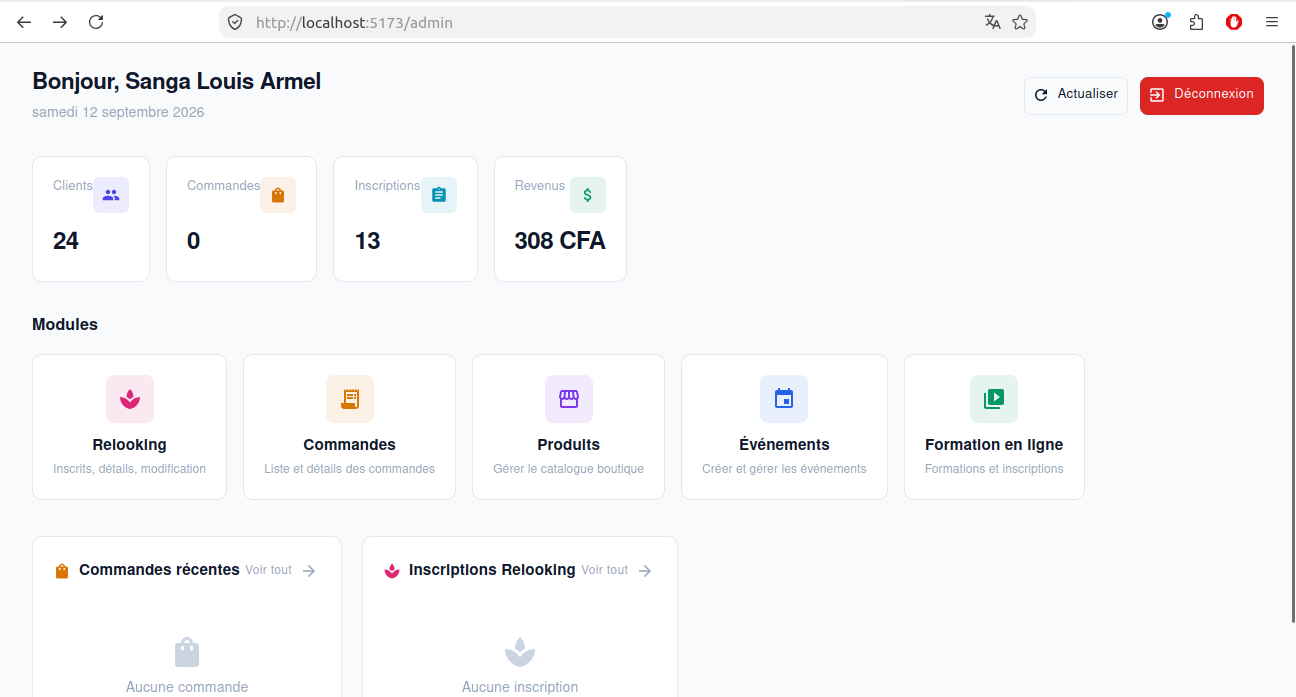 http://localhost:5173/admin
Bonjour, Sanga Louis Armel
samedi 12 septembre 2026
Actualiser
Déconnexion
Clients
24
Commandes
0
Inscriptions
13
Revenus
308 CFA
Modules
Relooking
Inscrits, détails, modification
Commandes
Liste et détails des commandes
Produits
Gérer le catalogue boutique
Événements
Créer et gérer les événements
Formation en ligne
Formations et inscriptions
Commandes récentes Voir tout
Aucune commande
Inscriptions Relooking Voir tout
Aucune inscription